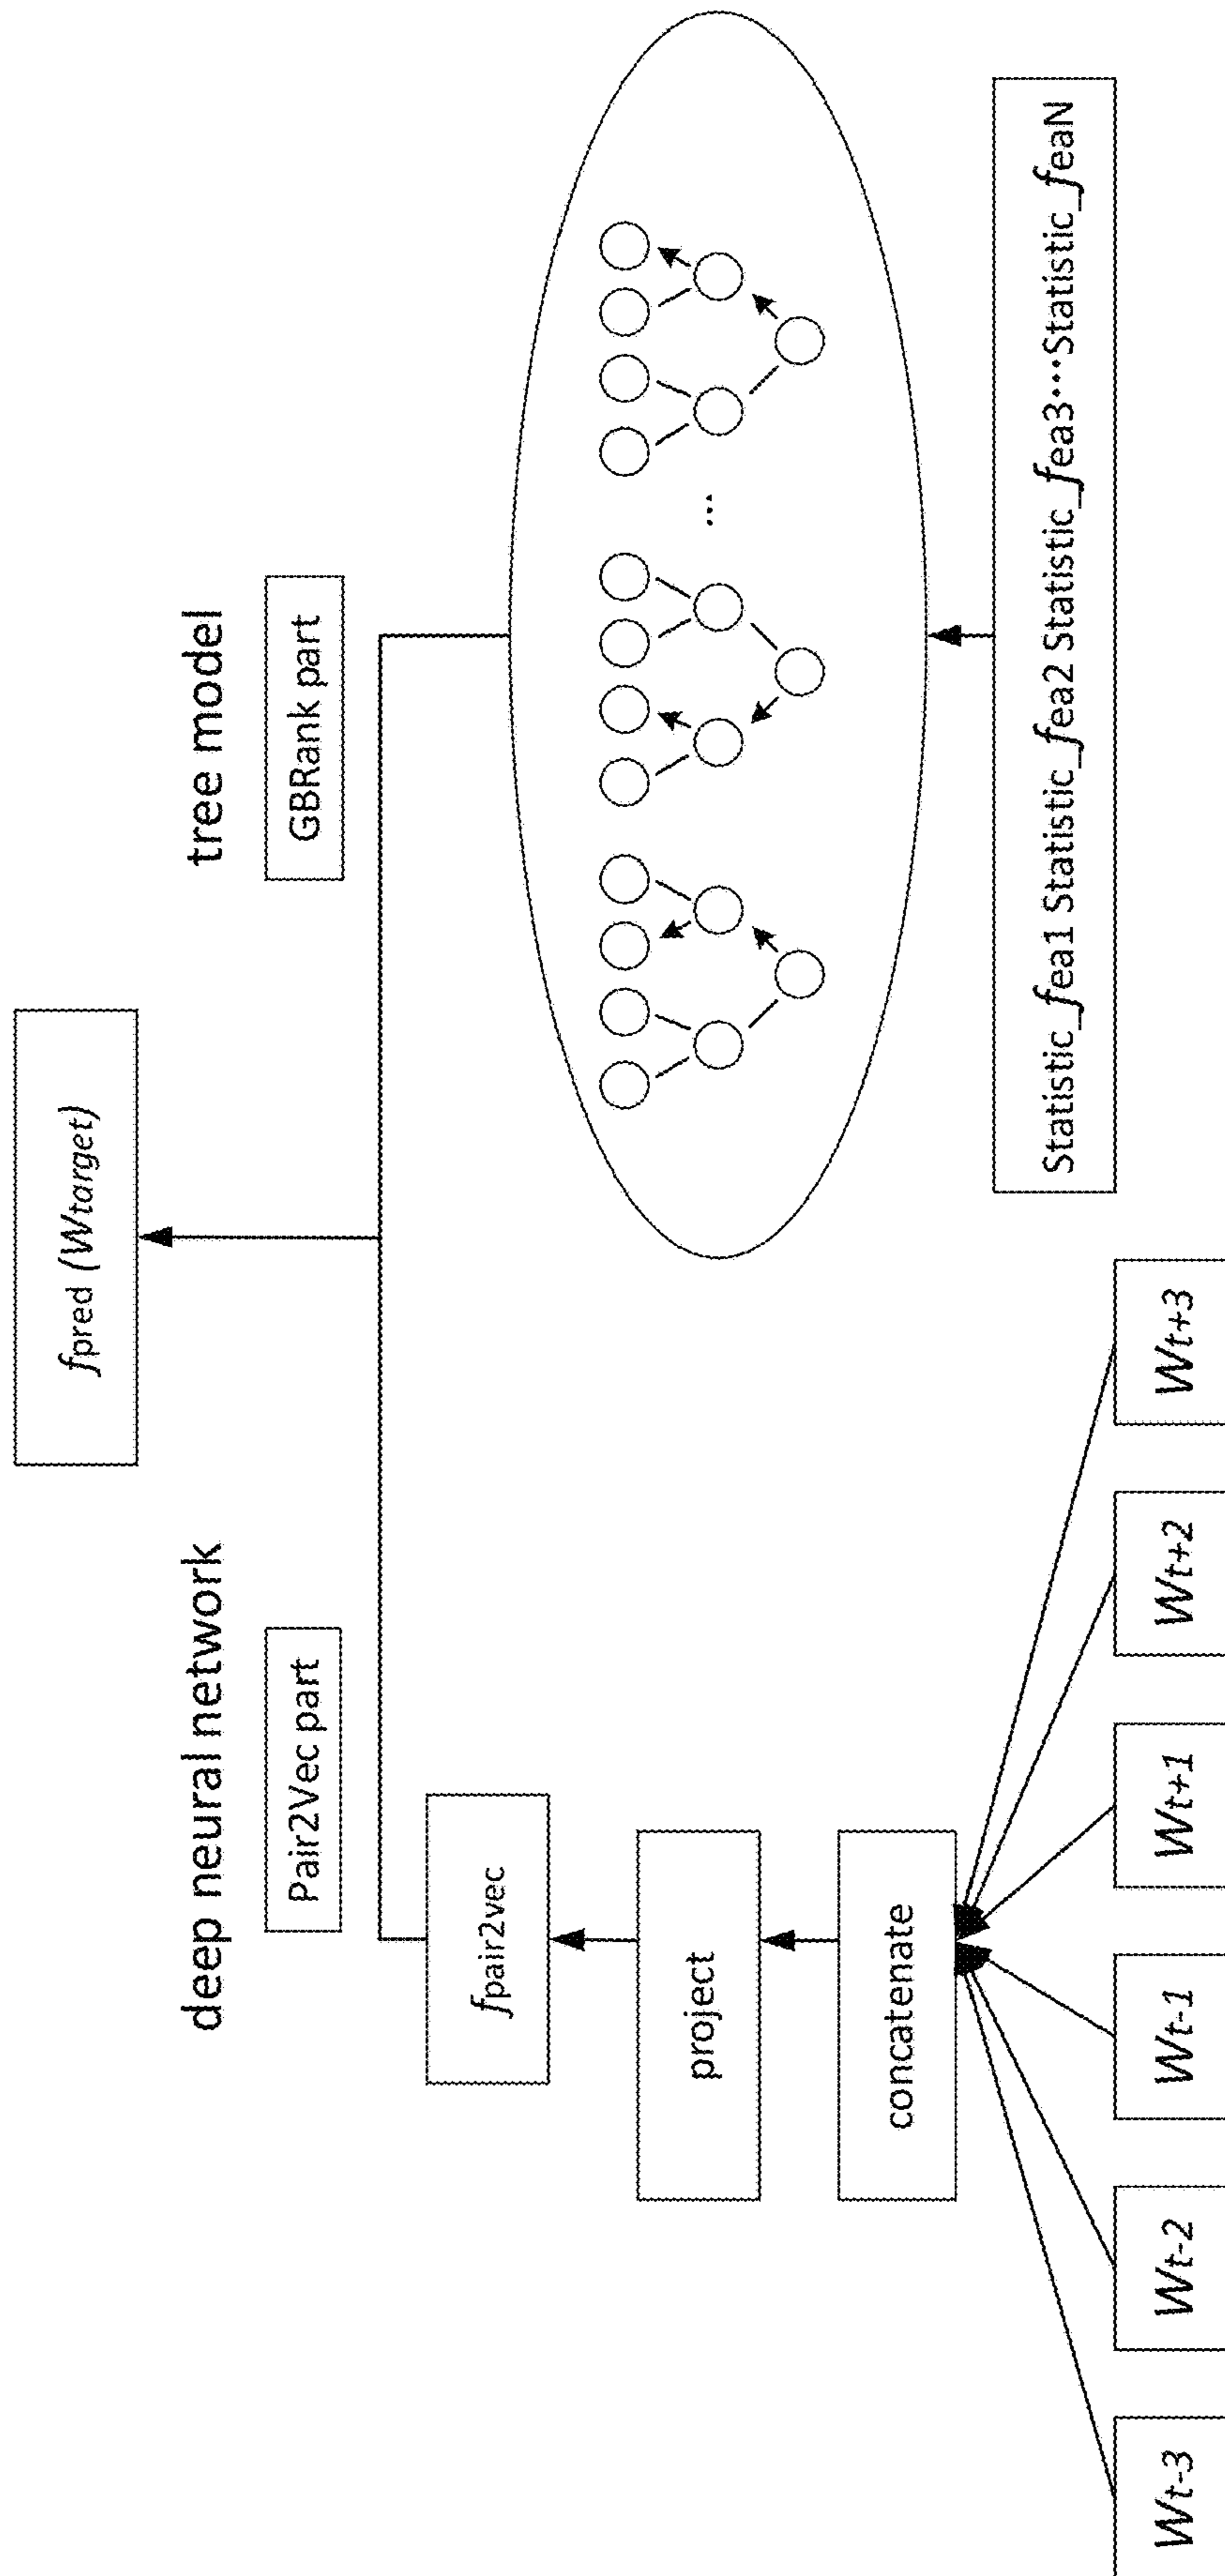 fpred (Wtarget)
deep neural network
tree model
Pair2Vec part
GBRank part
fpair2vec
project
concatenate
...
Statistic_fea1 Statistic_fea2 Statistic_fea3···Statistic_feaN
Wt-3
Wt-2
Wt-1
Wt+1
Wt+2
Wt+3